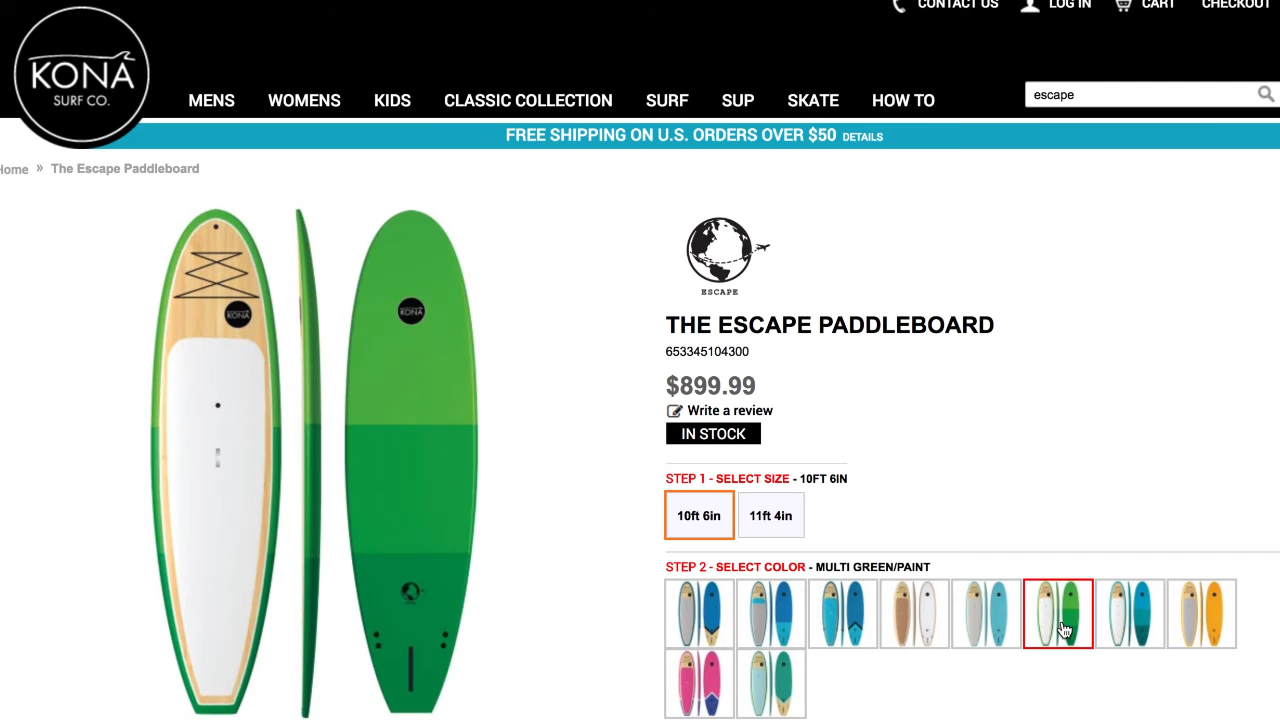 CONTACT US LOG IN CART CHECKOUT
KONA
SURF CO.
MENS WOMENS KIDS CLASSIC COLLECTION SURF SUP SKATE HOW TO
escape
FREE SHIPPING ON U.S. ORDERS OVER $50 DETAILS
Home » The Escape Paddleboard
KONA
KONA
ESCAPE
THE ESCAPE PADDLEBOARD
653345104300
$899.99
Write a review
IN STOCK
STEP 1 - SELECT SIZE - 10FT 6IN
10ft 6in 11ft 4in
STEP 2 - SELECT COLOR - MULTI GREEN/PAINT